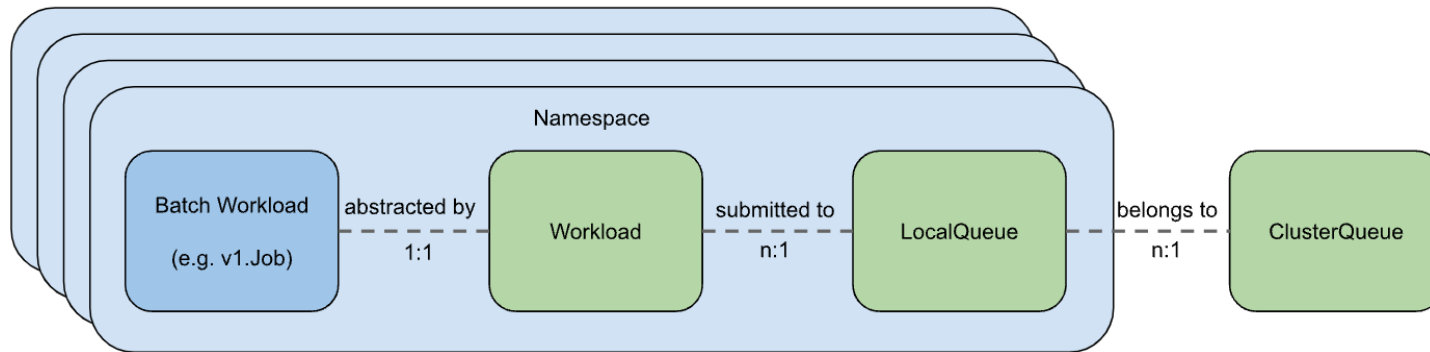 Namespace
Batch Workload
(e.g. v1.Job)
abstracted by
1:1
Workload
submitted to
n:1
LocalQueue
belongs to
n:1
ClusterQueue